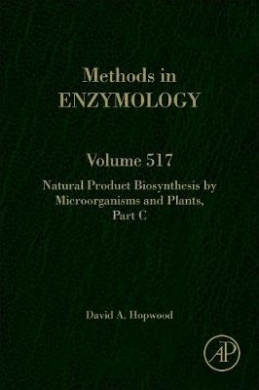 Methods in
ENZYMOLOGY
Volume 517
Natural Product Biosynthesis by
Microorganisms and Plants,
Part C
David A. Hopwood
AP